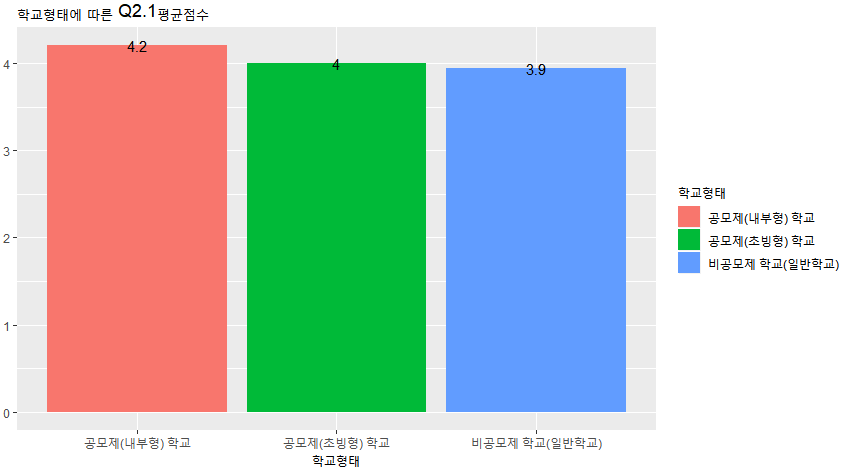 학교형태에 따른 Q2.1평균점수
4.2
4
3.9
4
3
2
1
0
공모제(내부형) 학교
공모제(초빙형) 학교
비공모제 학교(일반학교)
학교형태
학교형태
공모제(내부형) 학교
공모제(초빙형) 학교
비공모제 학교(일반학교)